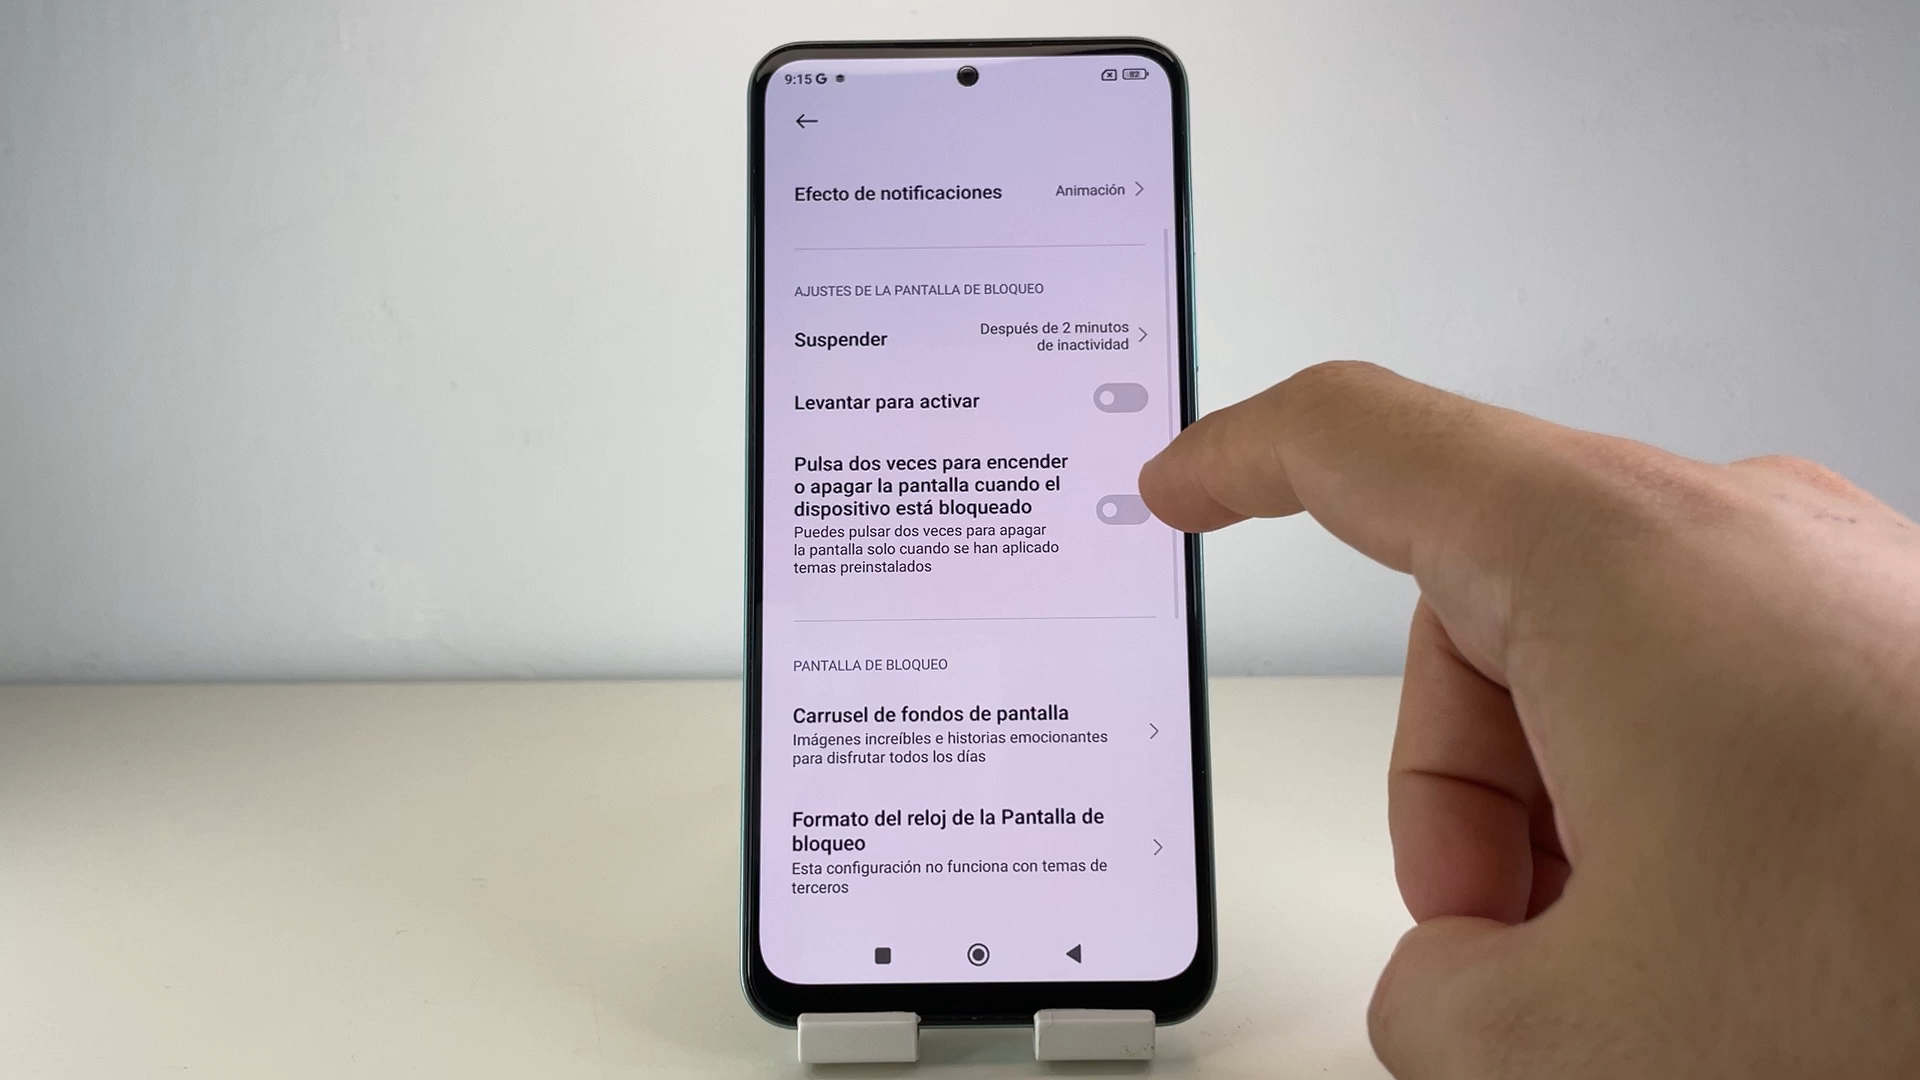 9:15 G
82
Efecto de notificaciones
Animación
AJUSTES DE LA PANTALLA DE BLOQUEO
Suspender
Después de 2 minutos
de inactividad
Levantar para activar
Pulsa dos veces para encender
o apagar la pantalla cuando el
dispositivo está bloqueado
Puedes pulsar dos veces para apagar
la pantalla solo cuando se han aplicado
temas preinstalados
PANTALLA DE BLOQUEO
Carrusel de fondos de pantalla
Imágenes increíbles e historias emocionantes
para disfrutar todos los días
Formato del reloj de la Pantalla de
bloqueo
Esta configuración no funciona con temas de
terceros